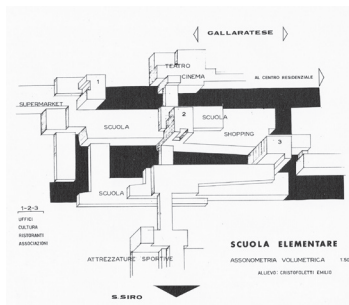 GALLARATESE
TEATRO
CINEMA
AL CENTRO RESIDENZIALE
1
SUPERMARKET
2
SCUOLA
SCUOLA
SHOPPING
3
SCUOLA
1-2-3
UFFICI
CULTURA
RISTORANTI
ASSOCIAZIONI
SCUOLA ELEMENTARE
ASSONOMETRIA VOLUMETRICA
ALLIEVO: CRISTOFOLETTI EMILIO
ATTREZZATURE SPORTIVE
S.SIRO